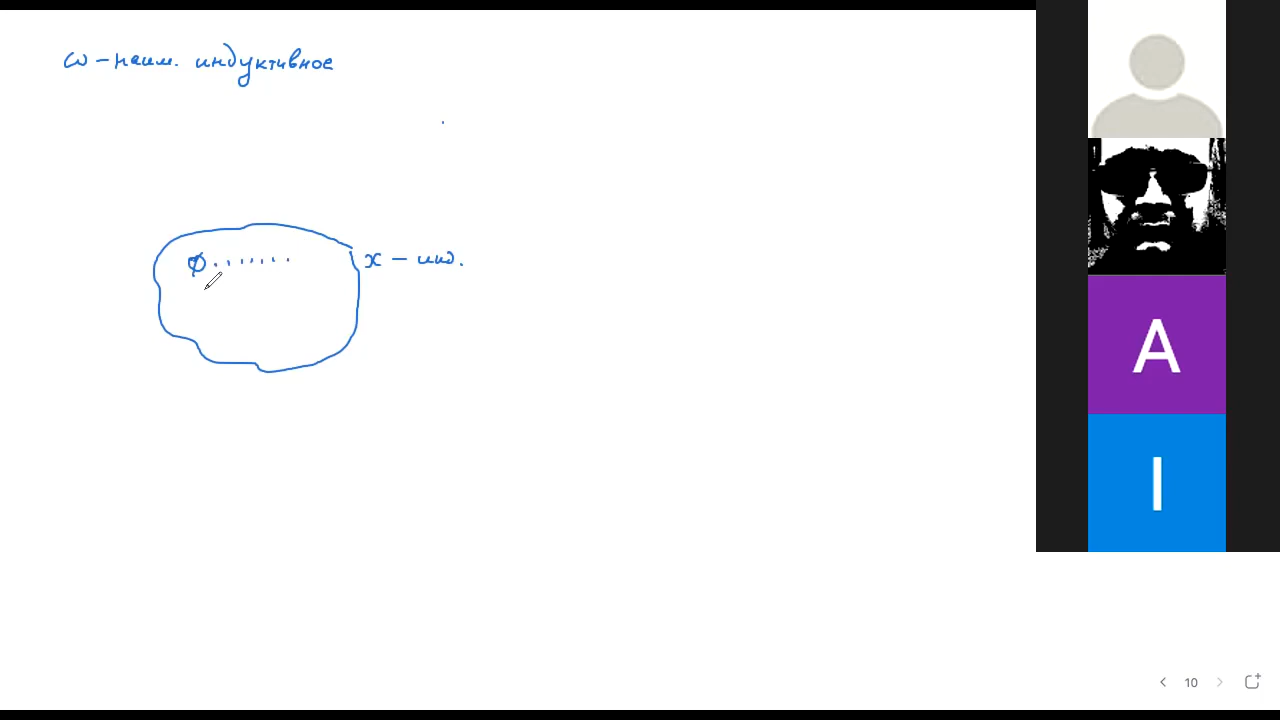 ω – наим. индуктивное
∅ . . . . . . .
x – инд.
A
I
10